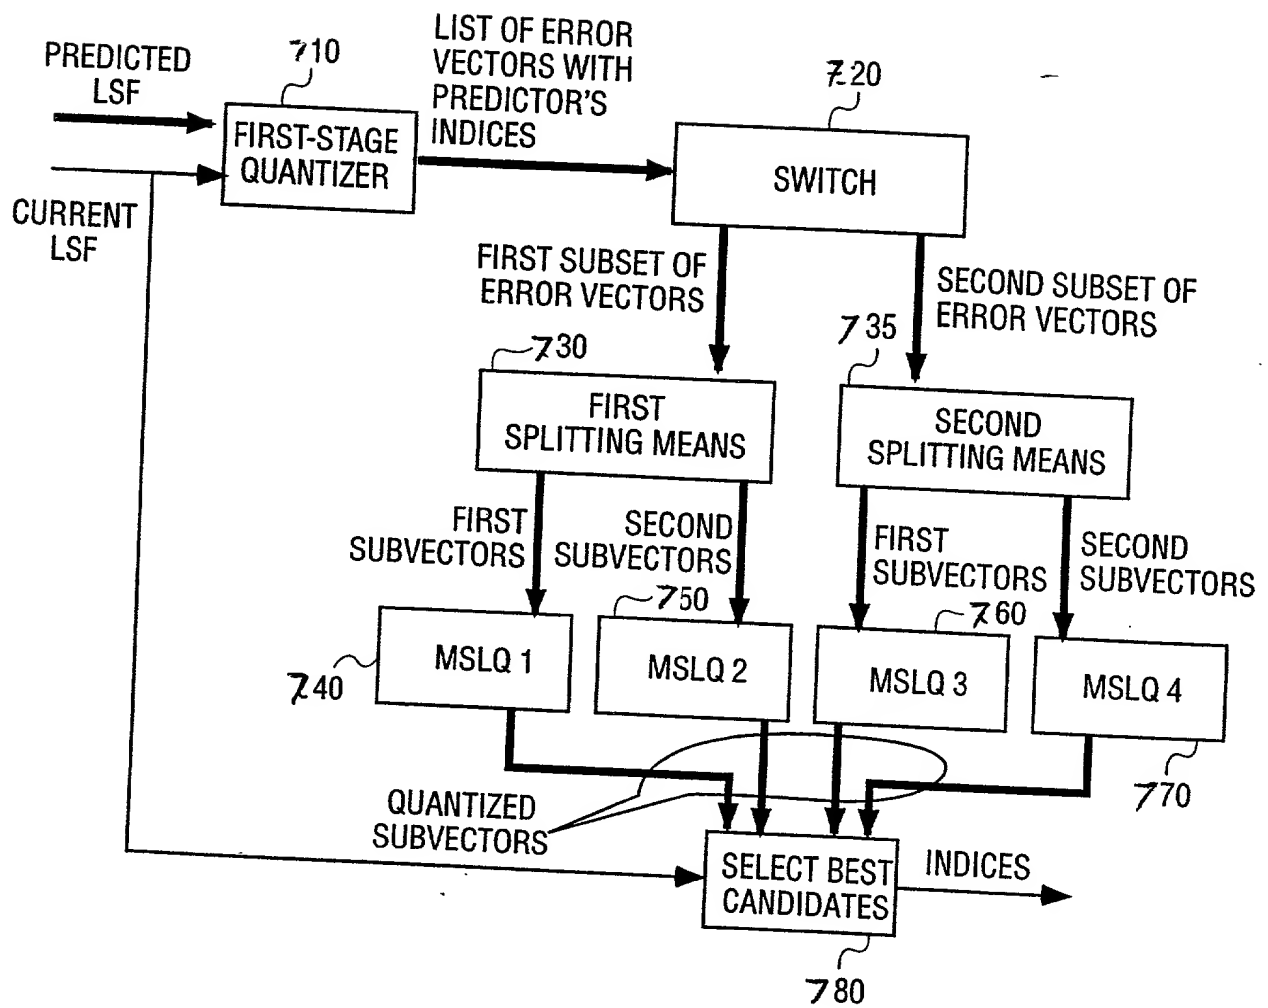 PREDICTED
LSF
710
LIST OF ERROR
VECTORS WITH
PREDICTOR'S
INDICES
720
FIRST-STAGE
QUANTIZER
SWITCH
CURRENT
LSF
FIRST SUBSET OF
ERROR VECTORS
SECOND SUBSET OF
ERROR VECTORS
730
735
FIRST
SPLITTING MEANS
SECOND
SPLITTING MEANS
FIRST
SUBVECTORS
SECOND
SUBVECTORS
FIRST
SUBVECTORS
SECOND
SUBVECTORS
750
760
MSLQ 1
MSLQ 2
MSLQ 3
MSLQ 4
740
770
QUANTIZED
SUBVECTORS
SELECT BEST
CANDIDATES
INDICES
780